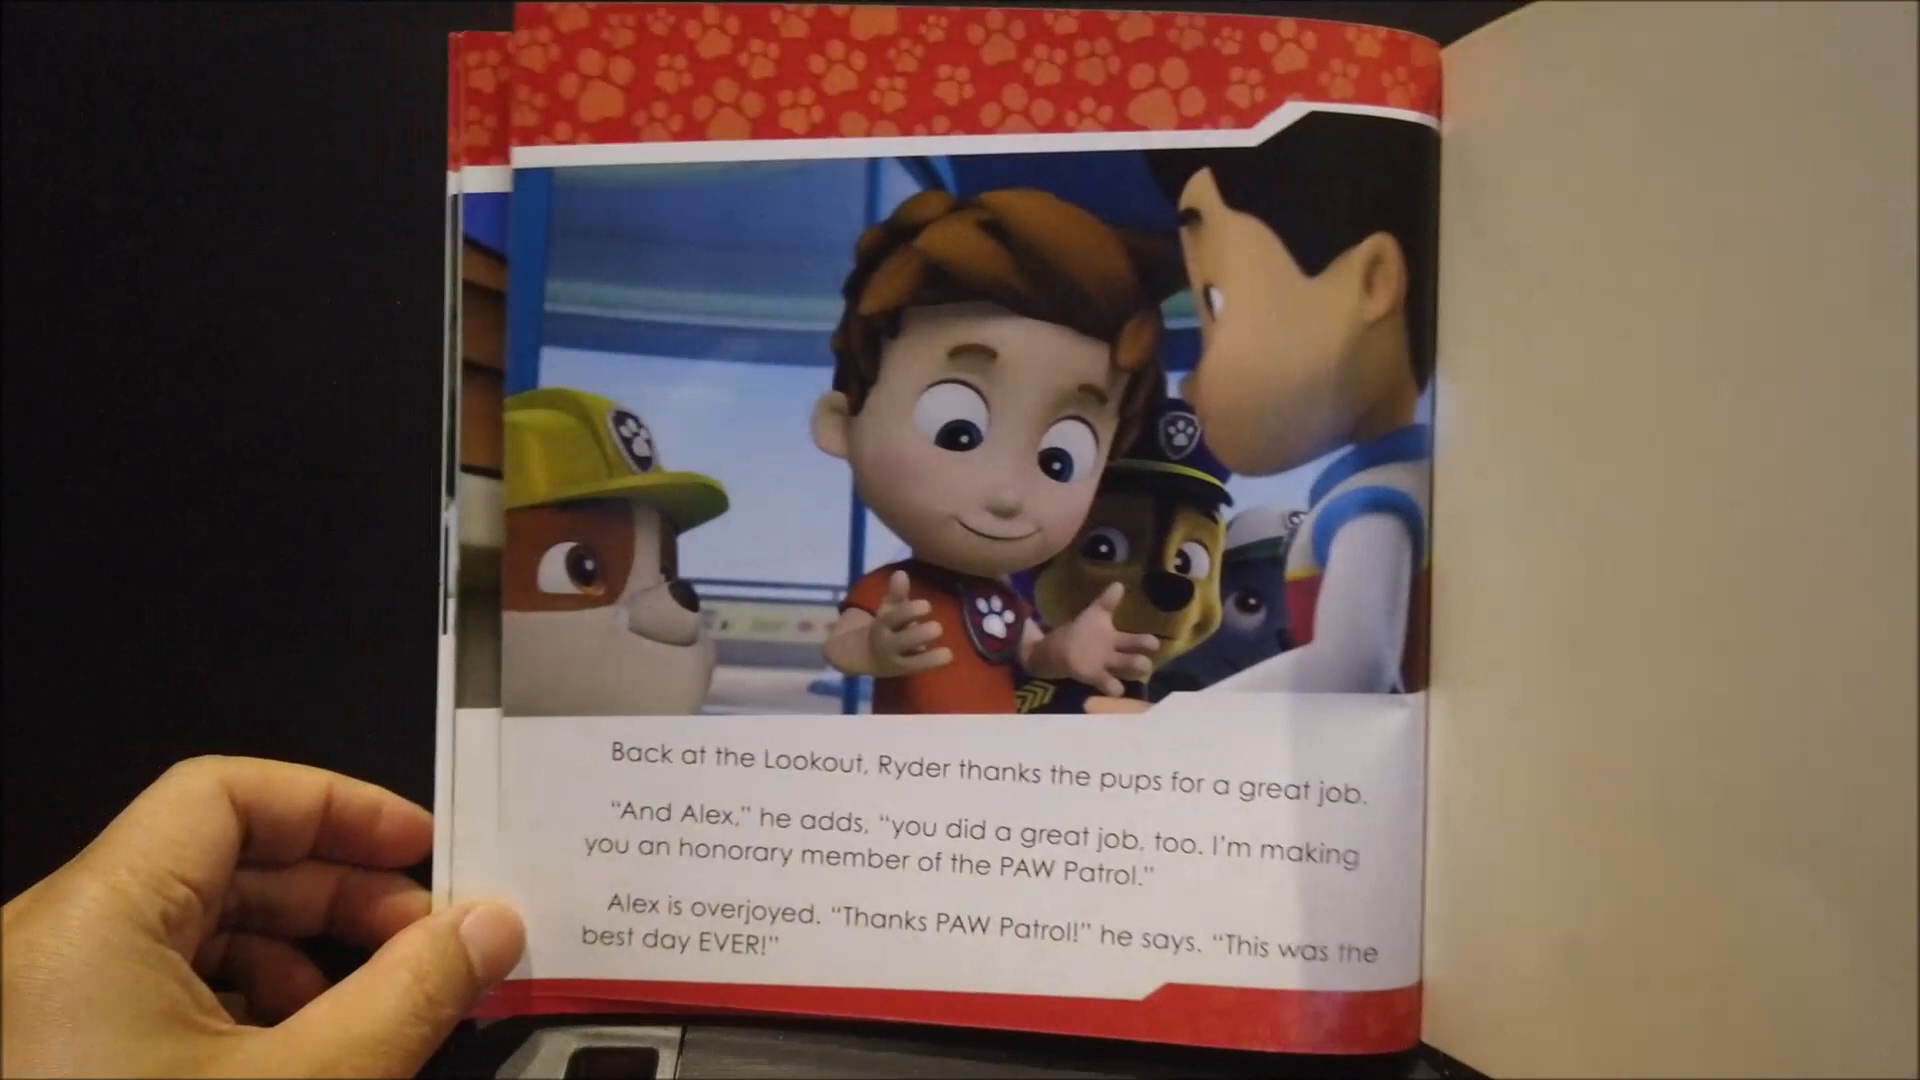 Back at the Lookout, Ryder thanks the pups for a great job.
“And Alex,” he adds, “you did a great job, too. I’m making
you an honorary member of the PAW Patrol.”
Alex is overjoyed. “Thanks PAW Patrol!” he says. “This was the
best day EVER!”